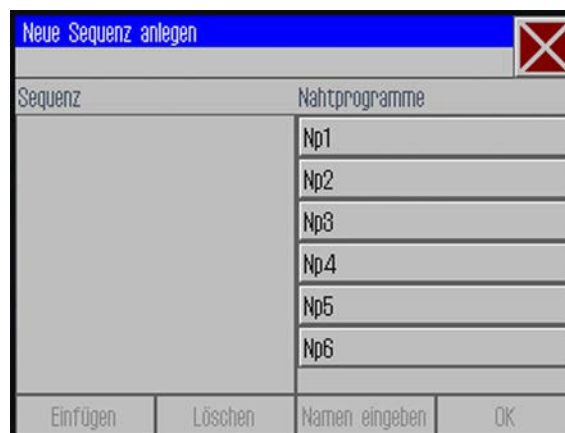 Neue Sequenz anlegen
Sequenz Nahtprogramme
Np1
Np2
Np3
Np4
Np5
Np6
Einfügen Löschen Namen eingeben OK